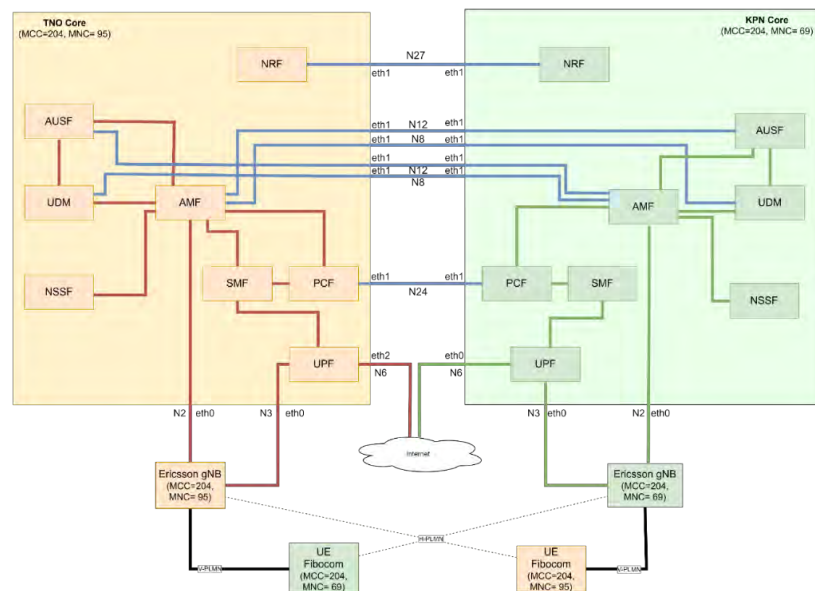 TNO Core
(MCC=204, MNC= 95)
KPN Core
(MCC=204, MNC= 69)
NRF
N27
eth1
eth1
NRF
AUSF
eth1
N12
eth1
eth1
N8
eth1
AUSF
eth1
eth1
N12
eth1
eth1
N8
UDM
AMF
AMF
UDM
NSSF
SMF
PCF
eth1
N24
eth1
PCF
SMF
NSSF
UPF
eth2
N6
eth0
N6
UPF
N2
eth0
N3
eth0
N3
eth0
N2
eth0
Internet
Ericsson gNB
(MCC=204,
MNC= 95)
Ericsson gNB
(MCC=204,
MNC= 69)
H-PLMN
V-PLMN
V-PLMN
UE
Fibocom
(MCC=204,
MNC= 69)
UE
Fibocom
(MCC=204,
MNC= 95)